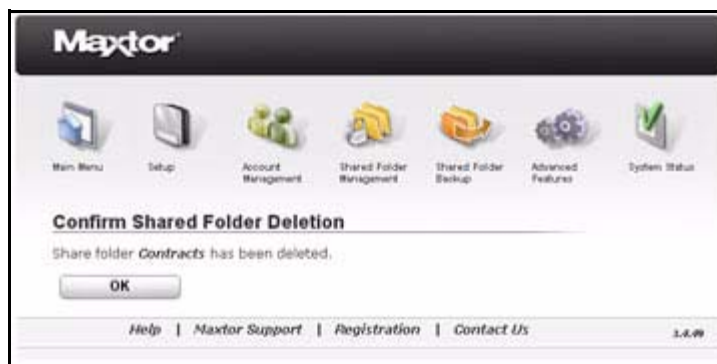 Maxtor
Main Menu
Setup
Account
Management
Shared Folder
Management
Shared Folder
Backup
Advanced
Features
System Status
Confirm Shared Folder Deletion
Share folder Contracts has been deleted.
OK
Help | Maxtor Support | Registration | Contact Us